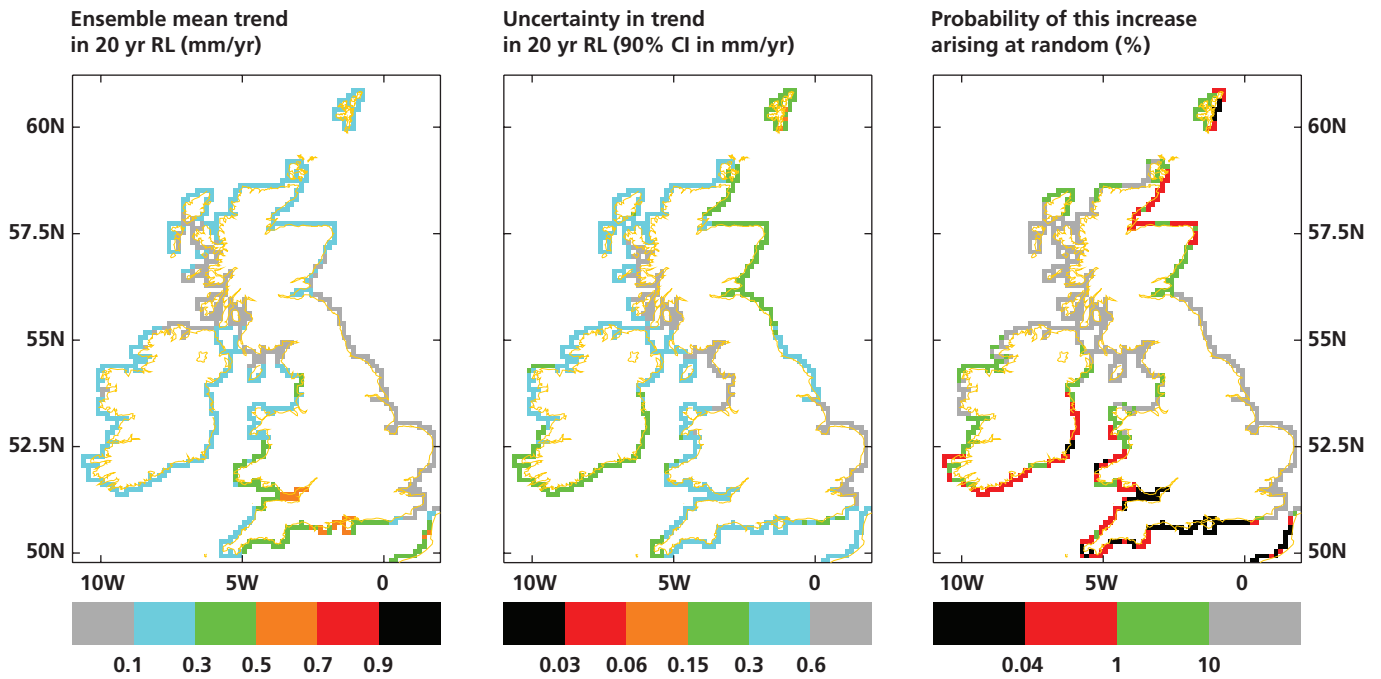 Ensemble mean trend
in 20 yr RL (mm/yr)
Uncertainty in trend
in 20 yr RL (90% CI in mm/yr)
Probability of this increase
arising at random (%)
60N
57.5N
55N
52.5N
50N
10W 5W 0
10W 5W 0
10W 5W 0
60N
57.5N
55N
52.5N
50N
0.1 0.3 0.5 0.7 0.9
0.03 0.06 0.15 0.3 0.6
0.04 1 10